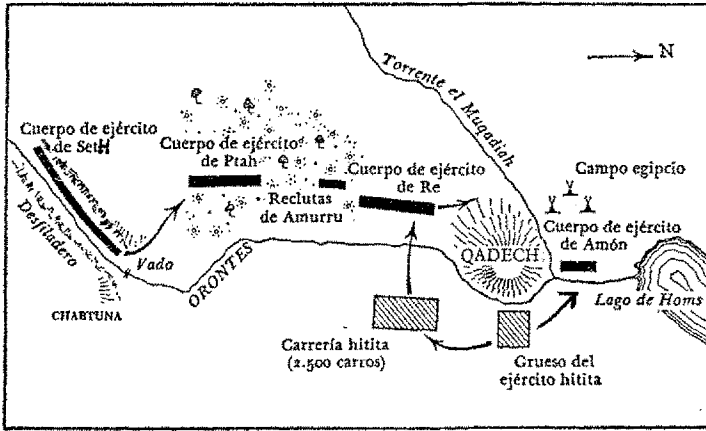 N
Torrente el Muqadiah
Cuerpo de ejército
de SetH
Cuerpo de ejército
de Ptah
Reclutas
de Amurru
Cuerpo de ejército
de Re
Campo egipcio
Cuerpo de ejército
de Amón
QADECH
Desfiladero
Vado
ORONTES
CHABTUNA
Lago de Homs
Carrería hitita
(2.500 carros)
Grueso del
ejército hitita